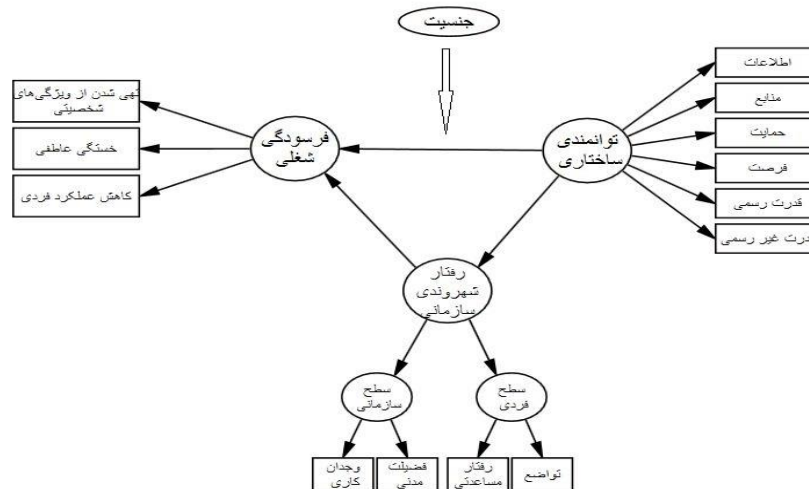 جنسیت
توانمندی
ساختاری
اطلاعات
منابع
حمایت
فرصت
قدرت رسمی
درت غیر رسمی
فرسودگی
شغلی
تهی شدن از ویژگی‌های
شخصیتی
خستگی عاطفی
کاهش عملکرد فردی
رفتار
شهروندی
سازمانی
سطح
فردی
سطح
سازمانی
تواضع
رفتار
مساعدتی
فضیلت
مدنی
وجدان
کاری